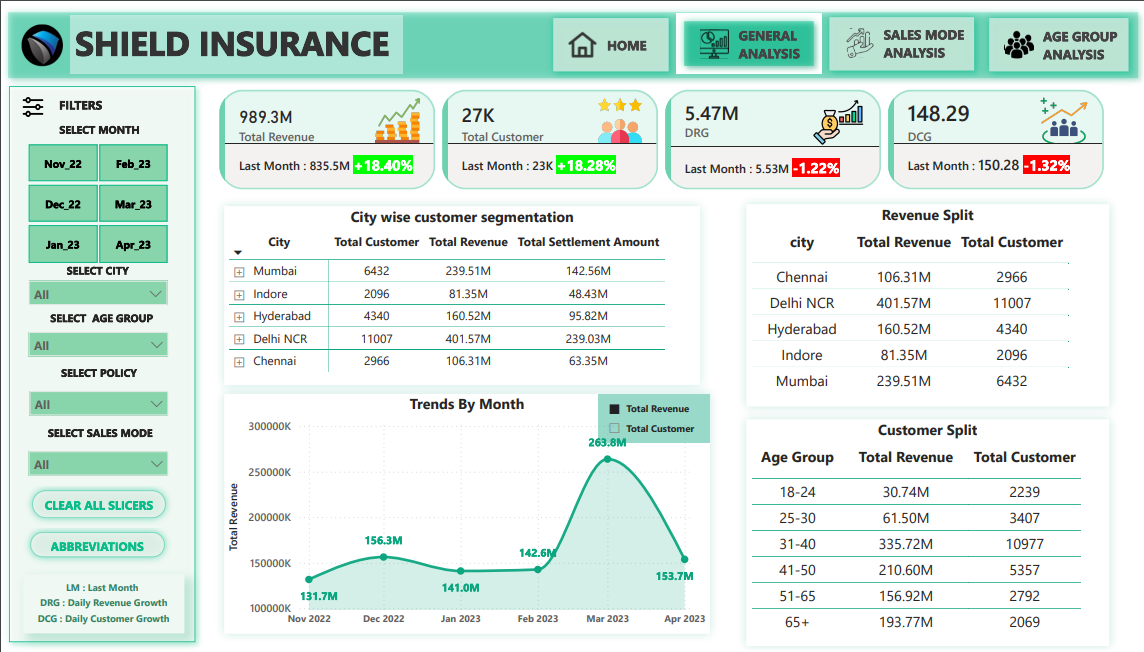 SHIELD INSURANCE
HOME
GENERAL
ANALYSIS
SALES MODE
ANALYSIS
AGE GROUP
ANALYSIS
FILTERS
SELECT MONTH
Nov_22 Feb_23
Dec_22 Mar_23
Jan_23 Apr_23
SELECT CITY
All
SELECT AGE GROUP
All
SELECT POLICY
All
SELECT SALES MODE
All
CLEAR ALL SLICERS
ABBREVIATIONS
LM : Last Month
DRG : Daily Revenue Growth
DCG : Daily Customer Growth
989.3M
Total Revenue
Last Month : 835.5M +18.40%
27K
Total Customer
Last Month : 23K +18.28%
5.47M
DRG
Last Month : 5.53M -1.22%
148.29
DCG
Last Month : 150.28 -1.32%
City wise customer segmentation
City Total Customer Total Revenue Total Settlement Amount
Mumbai 6432 239.51M 142.56M
Indore 2096 81.35M 48.43M
Hyderabad 4340 160.52M 95.82M
Delhi NCR 11007 401.57M 239.03M
Chennai 2966 106.31M 63.35M
Trends By Month
Total Revenue
Total Customer
Total Revenue
300000K
250000K
200000K
150000K
100000K
131.7M
156.3M
141.0M
142.6M
263.8M
153.7M
Nov 2022 Dec 2022 Jan 2023 Feb 2023 Mar 2023 Apr 2023
Revenue Split
city Total Revenue Total Customer
Chennai 106.31M 2966
Delhi NCR 401.57M 11007
Hyderabad 160.52M 4340
Indore 81.35M 2096
Mumbai 239.51M 6432
Customer Split
Age Group Total Revenue Total Customer
18-24 30.74M 2239
25-30 61.50M 3407
31-40 335.72M 10977
41-50 210.60M 5357
51-65 156.92M 2792
65+ 193.77M 2069